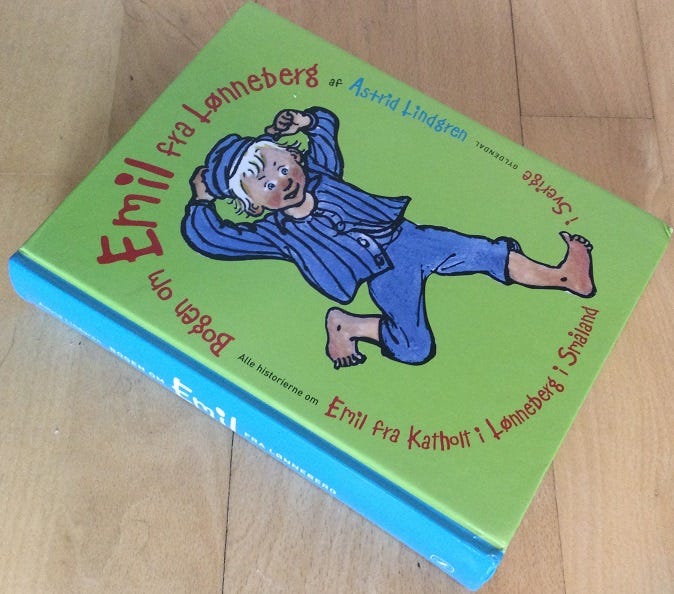 Bogen om Emil fra Lønneberg
af Astrid Lindgren
GYLDENDAL
Alle historierne om
Emil fra Katholt i Lønneberg i Småland
i Sverige
BOGEN OM Emil FRA LØNNEBERG